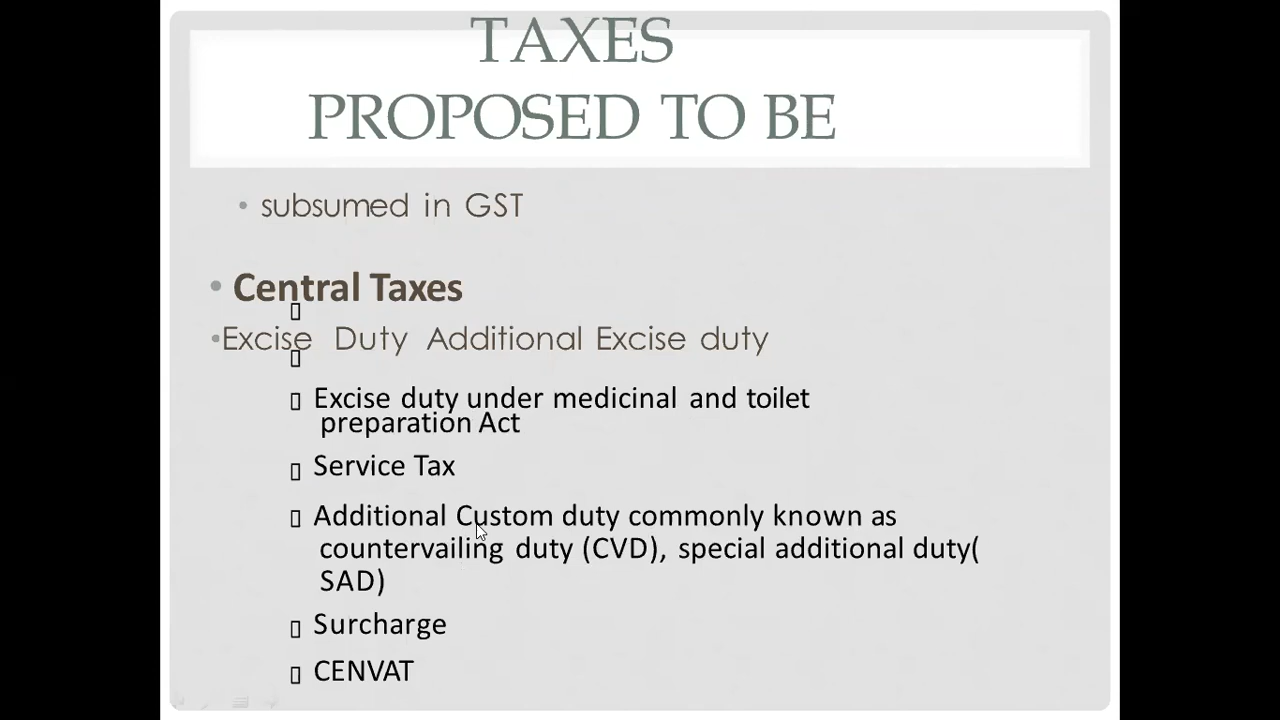 TAXES
PROPOSED TO BE
• subsumed in GST
• Central Taxes
•Excise Duty Additional Excise duty
▯ Excise duty under medicinal and toilet
preparation Act
▯ Service Tax
▯ Additional Custom duty commonly known as
countervailing duty (CVD), special additional duty(
SAD)
▯ Surcharge
▯ CENVAT